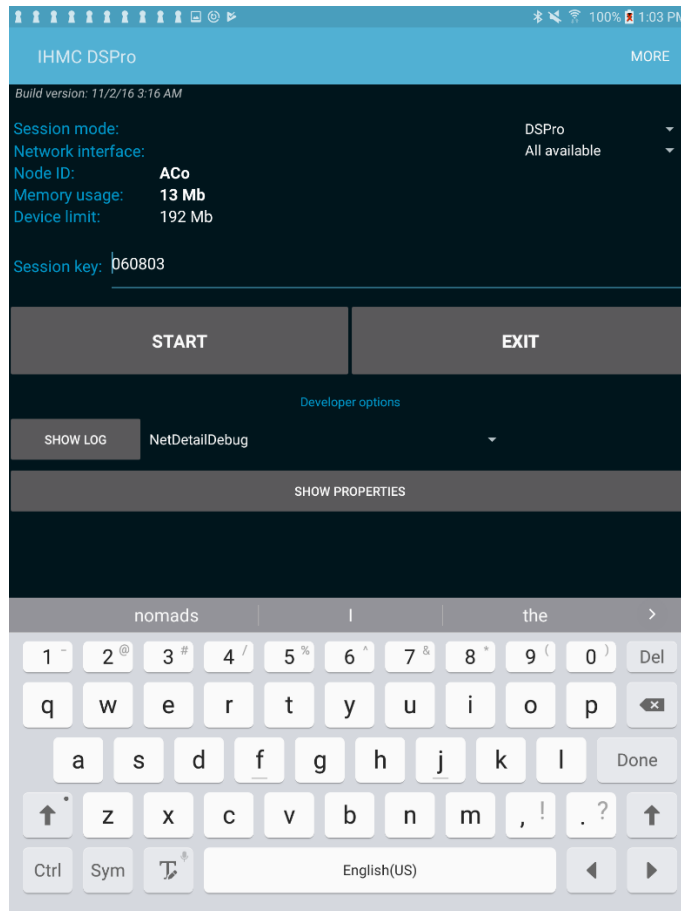 100% 1:03 PM
IHMC DSPro MORE
Build version: 11/2/16 3:16 AM
Session mode: DSPro
Network interface: All available
Node ID: ACo
Memory usage: 13 Mb
Device limit: 192 Mb
Session key: 060803
START EXIT
Developer options
SHOW LOG NetDetailDebug
SHOW PROPERTIES
nomads I the
1 - 2 @ 3 # 4 / 5 % 6 ^ 7 & 8 * 9 ( 0 ) Del
q w e r t y u i o p
a s d f g h j k l Done
z x c v b n m , ! . ?
Ctrl Sym T English(US)